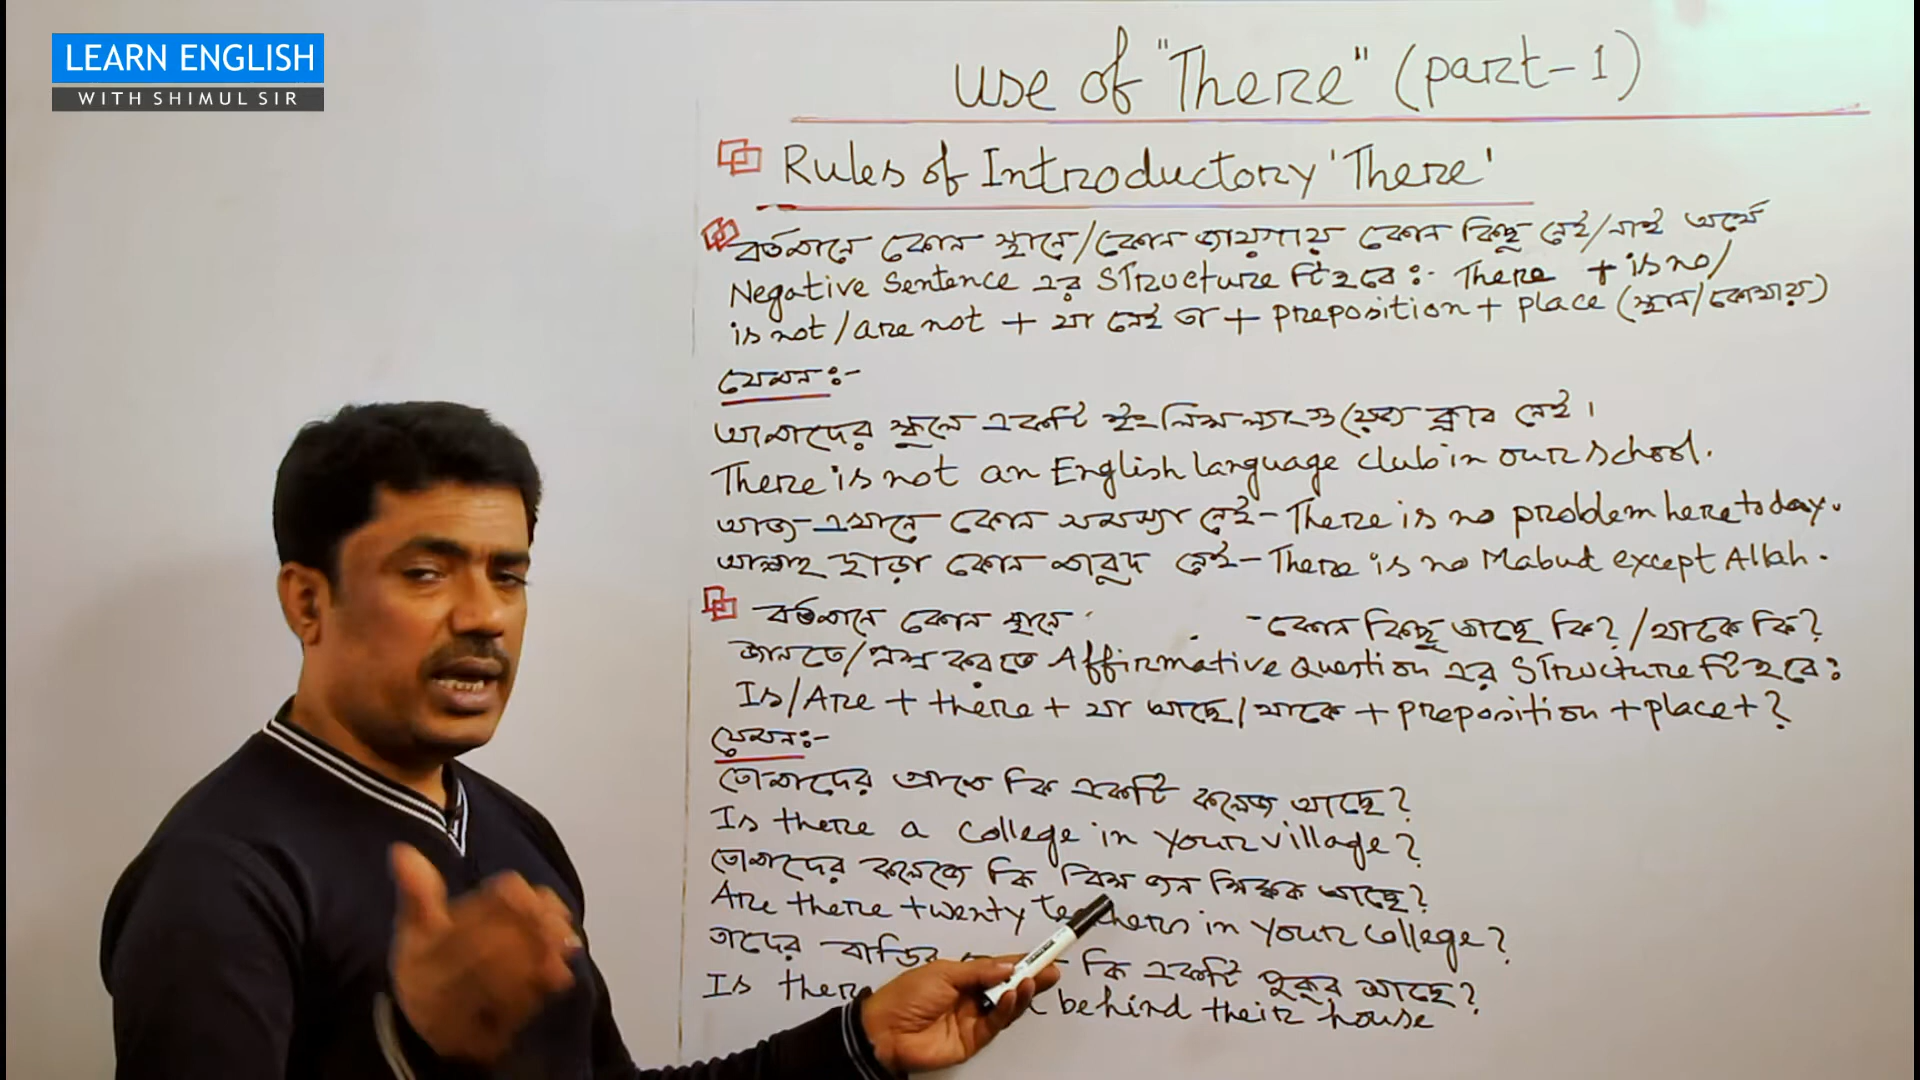 LEARN ENGLISH
WITH SHIMUL SIR
Use of "There" (part-1)
Rules of Introductory 'There'
বর্তমানে কোন স্থানে/কোন জায়গায় কোন কিছু নেই/নাই অর্থে
Negative Sentence এর Structure টি হবে:- There + is no/
is not/are not + যা নেই তা + preposition + place (স্থান/কোথায়)
যেমন:-
আমাদের স্কুলে একটি ইংলিশ ল্যাংগুয়েজ ক্লাব নেই।
There is not an English language club in our school.
আজ এখানে কোন সমস্যা নেই- There is no problem here today.
আল্লাহ ছাড়া কোন মাবুদ নেই- There is no Mabud except Allah.
বর্তমানে কোন স্থানে - কোন কিছু আছে কি?/থাকে কি?
জানতে/প্রশ্ন করতে Affirmative Question এর Structure টি হবে:
Is/Are + there + যা আছে/থাকে + preposition + place + ?
যেমন:-
তোমাদের গ্রামে কি একটি কলেজ আছে?
Is there a college in your village?
তোমাদের কলেজে কি বিশ জন শিক্ষক আছে?
Are there twenty teachers in your college?
তাদের বাড়ির কি একটি পুকুর আছে?
Is there behind their house